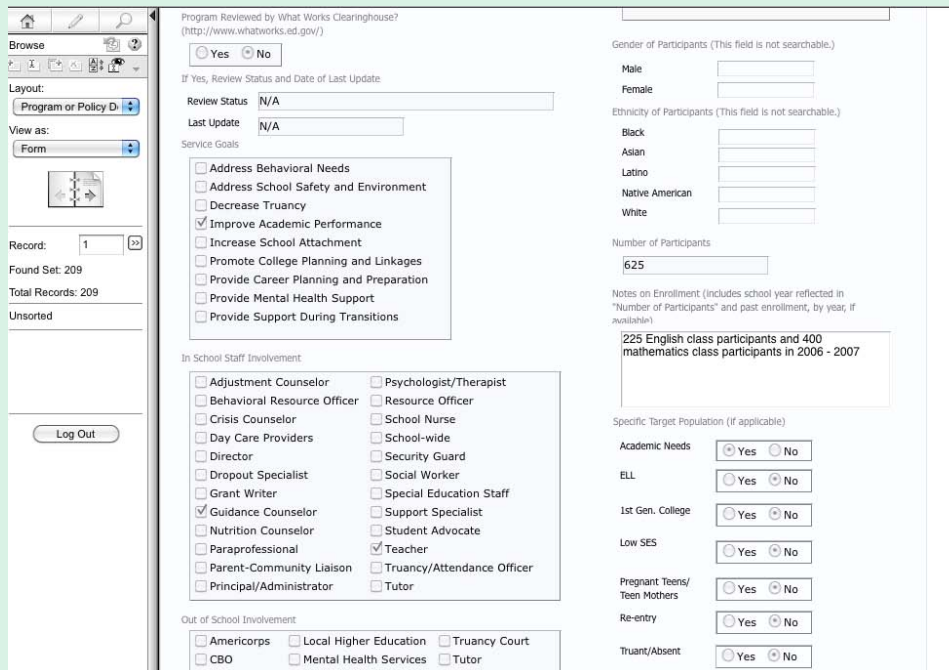 Browse
Layout:
Program or Policy D
View as:
Form
Record: 1
Found Set: 209
Total Records: 209
Unsorted
Log Out
Program Reviewed by What Works Clearinghouse?
(http://www.whatworks.ed.gov/)
Yes No
If Yes, Review Status and Date of Last Update
Review Status N/A
Last Update N/A
Service Goals
Address Behavioral Needs
Address School Safety and Environment
Decrease Truancy
Improve Academic Performance
Increase School Attachment
Promote College Planning and Linkages
Provide Career Planning and Preparation
Provide Mental Health Support
Provide Support During Transitions
In School Staff Involvement
Adjustment Counselor Psychologist/Therapist
Behavioral Resource Officer Resource Officer
Crisis Counselor School Nurse
Day Care Providers School-wide
Director Security Guard
Dropout Specialist Social Worker
Grant Writer Special Education Staff
Guidance Counselor Support Specialist
Nutrition Counselor Student Advocate
Paraprofessional Teacher
Parent-Community Liaison Truancy/Attendance Officer
Principal/Administrator Tutor
Out of School Involvement
Americorps Local Higher Education Truancy Court
CBO Mental Health Services Tutor
Gender of Participants (This field is not searchable.)
Male
Female
Ethnicity of Participants (This field is not searchable.)
Black
Asian
Latino
Native American
White
Number of Participants
625
Notes on Enrollment (includes school year reflected in
"Number of Participants" and past enrollment, by year, if
available)
225 English class participants and 400
mathematics class participants in 2006 - 2007
Specific Target Population (if applicable)
Academic Needs Yes No
ELL Yes No
1st Gen. College Yes No
Low SES Yes No
Pregnant Teens/
Teen Mothers Yes No
Re-entry Yes No
Truant/Absent Yes No